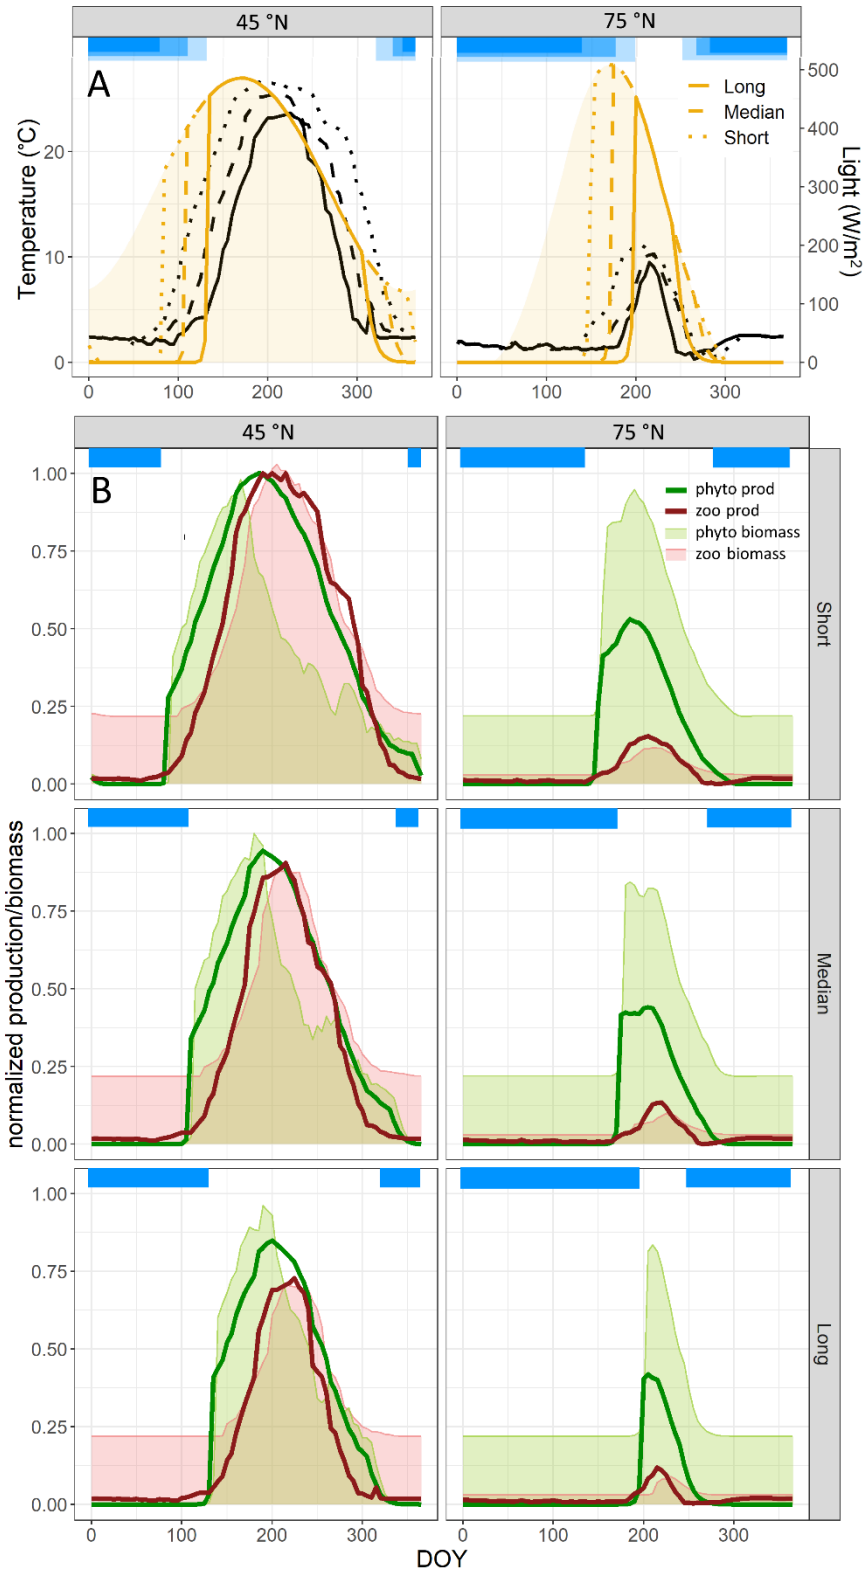 45 °N
75 °N
A
Temperature (°C)
20
10
0
500
400
300
200
100
0
Light (W/m²)
Long
Median
Short
0
100
200
300
0
100
200
300
45 °N
75 °N
B
1.00
0.75
0.50
0.25
0.00
phyto prod
zoo prod
phyto biomass
zoo biomass
Short
normalized production/biomass
1.00
0.75
0.50
0.25
0.00
Median
1.00
0.75
0.50
0.25
0.00
Long
0
100
200
300
0
100
200
300
DOY